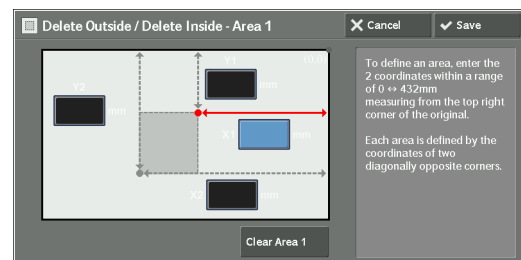 Delete Outside / Delete Inside - Area 1
Cancel
Save
Y2
mm
Y1
(0,0)
mm
X1
mm
X2
mm
Clear Area 1
To define an area, enter the
2 coordinates within a range
of 0 ↔ 432mm
measuring from the top right
corner of the original.
Each area is defined by the
coordinates of two
diagonally opposite corners.